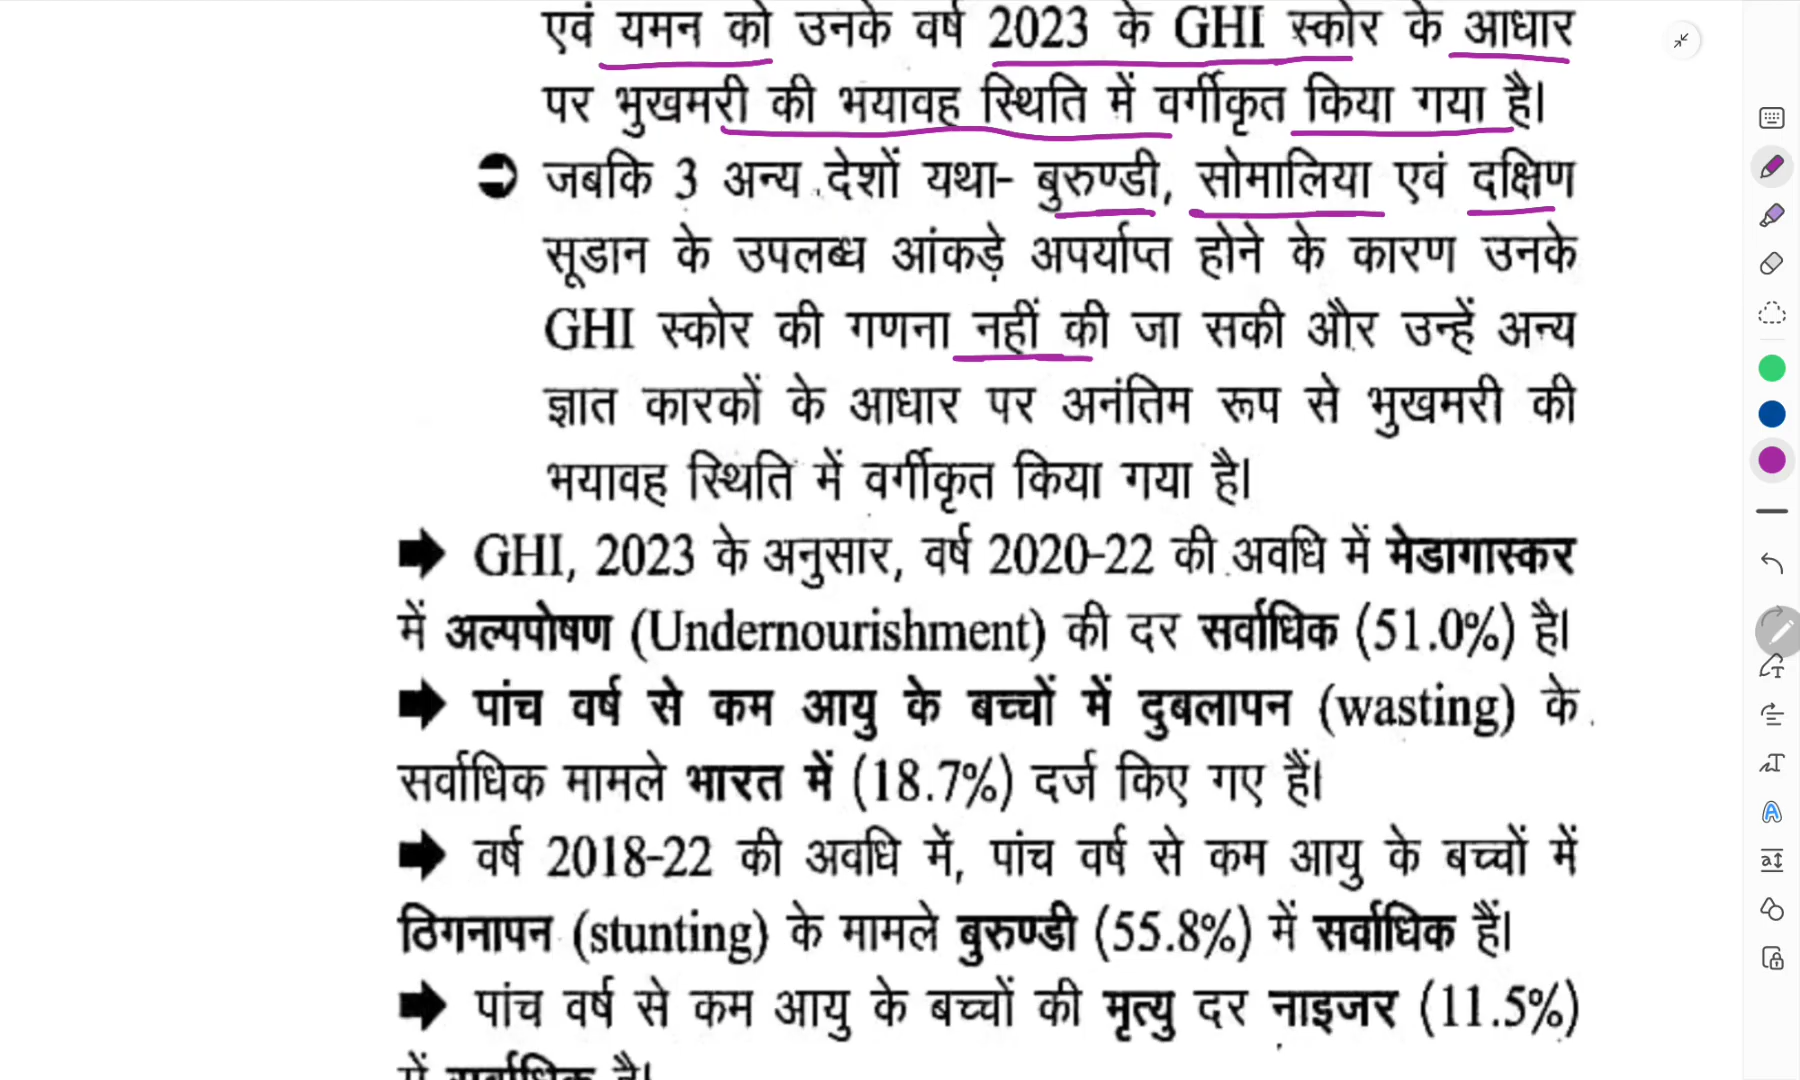 एवं यमन को उनके वर्ष 2023 के GHI स्कोर के आधार
पर भुखमरी की भयावह स्थिति में वर्गीकृत किया गया है।
जबकि 3 अन्य देशों यथा- बुरुण्डी, सोमालिया एवं दक्षिण
सूडान के उपलब्ध आंकड़े अपर्याप्त होने के कारण उनके
GHI स्कोर की गणना नहीं की जा सकी और उन्हें अन्य
ज्ञात कारकों के आधार पर अनंतिम रूप से भुखमरी की
भयावह स्थिति में वर्गीकृत किया गया है।
GHI, 2023 के अनुसार, वर्ष 2020-22 की अवधि में मेडागास्कर
में अल्पपोषण (Undernourishment) की दर सर्वाधिक (51.0%) है।
पांच वर्ष से कम आयु के बच्चों में दुबलापन (wasting) के
सर्वाधिक मामले भारत में (18.7%) दर्ज किए गए हैं।
वर्ष 2018-22 की अवधि में, पांच वर्ष से कम आयु के बच्चों में
ठिगनापन (stunting) के मामले बुरुण्डी (55.8%) में सर्वाधिक हैं।
पांच वर्ष से कम आयु के बच्चों की मृत्यु दर नाइजर (11.5%)
में सर्वाधिक है।